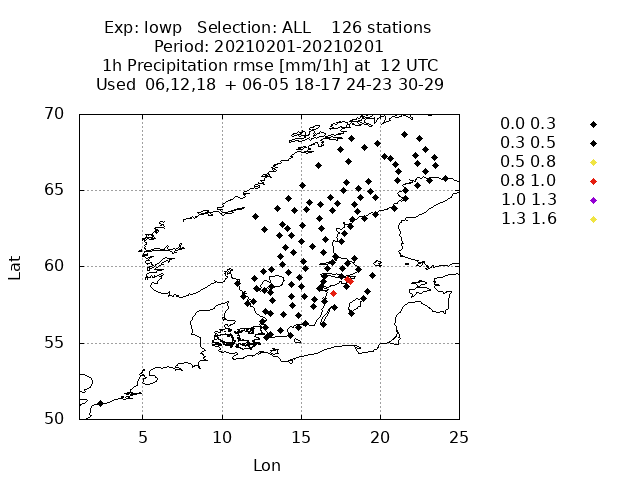 Exp: lowp   Selection: ALL    126 stations
Period: 20210201-20210201
1h Precipitation rmse [mm/1h] at  12 UTC
Used  06,12,18  + 06-05 18-17 24-23 30-29
70
65
60
55
50
Lat
5
10
15
20
25
Lon
0.0 0.3
0.3 0.5
0.5 0.8
0.8 1.0
1.0 1.3
1.3 1.6